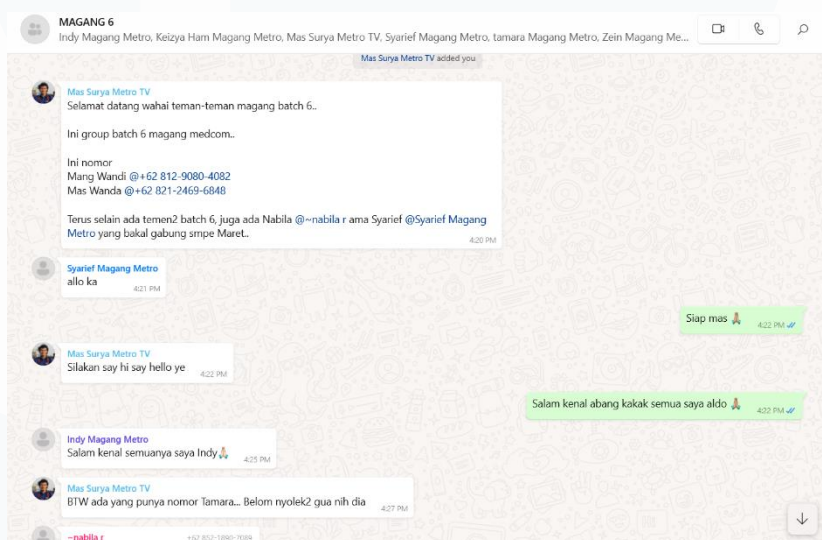 MAGANG 6
Indy Magang Metro, Keizya Ham Magang Metro, Mas Surya Metro TV, Syarief Magang Metro, tamara Magang Metro, Zein Magang Me...
Mas Surya Metro TV added you
Mas Surya Metro TV
Selamat datang wahai teman-teman magang batch 6..
Ini group batch 6 magang medcom..
Ini nomor
Mang Wandi @+62 812-9080-4082
Mas Wanda @+62 821-2469-6848
Terus selain ada temen2 batch 6, juga ada Nabila @~nabila r ama Syarief @Syarief Magang
Metro yang bakal gabung smpe Maret..
4:20 PM
Syarief Magang Metro
allo ka
4:21 PM
Siap mas 🙏🏼
4:22 PM
Mas Surya Metro TV
Silakan say hi say hello ye
4:22 PM
Salam kenal abang kakak semua saya aldo 🙏🏼
4:22 PM
Indy Magang Metro
Salam kenal semuanya saya Indy🙏🏻
4:25 PM
Mas Surya Metro TV
BTW ada yang punya nomor Tamara... Belom nyolek2 gua nih dia
4:27 PM
~nabila r +62 852-1890-7089